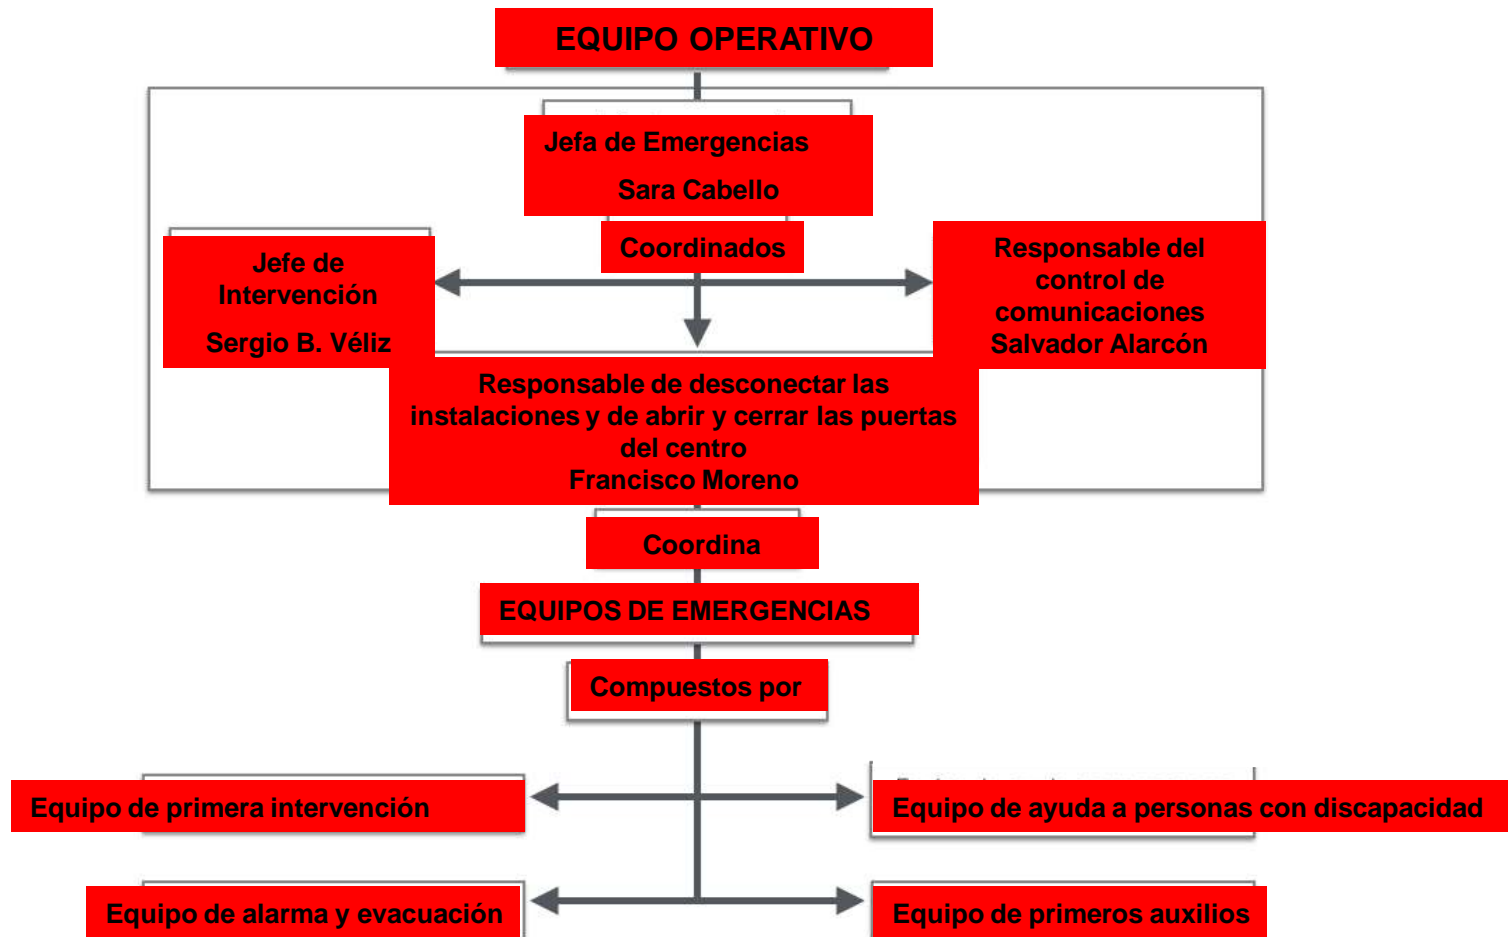 EQUIPO OPERATIVO
Jefa de Emergencias
Sara Cabello
Coordinados
Jefe de
Intervención
Sergio B. Véliz
Responsable del
control de
comunicaciones
Salvador Alarcón
Responsable de desconectar las
instalaciones y de abrir y cerrar las puertas
del centro
Francisco Moreno
Coordina
EQUIPOS DE EMERGENCIAS
Compuestos por
Equipo de primera intervención
Equipo de ayuda a personas con discapacidad
Equipo de alarma y evacuación
Equipo de primeros auxilios